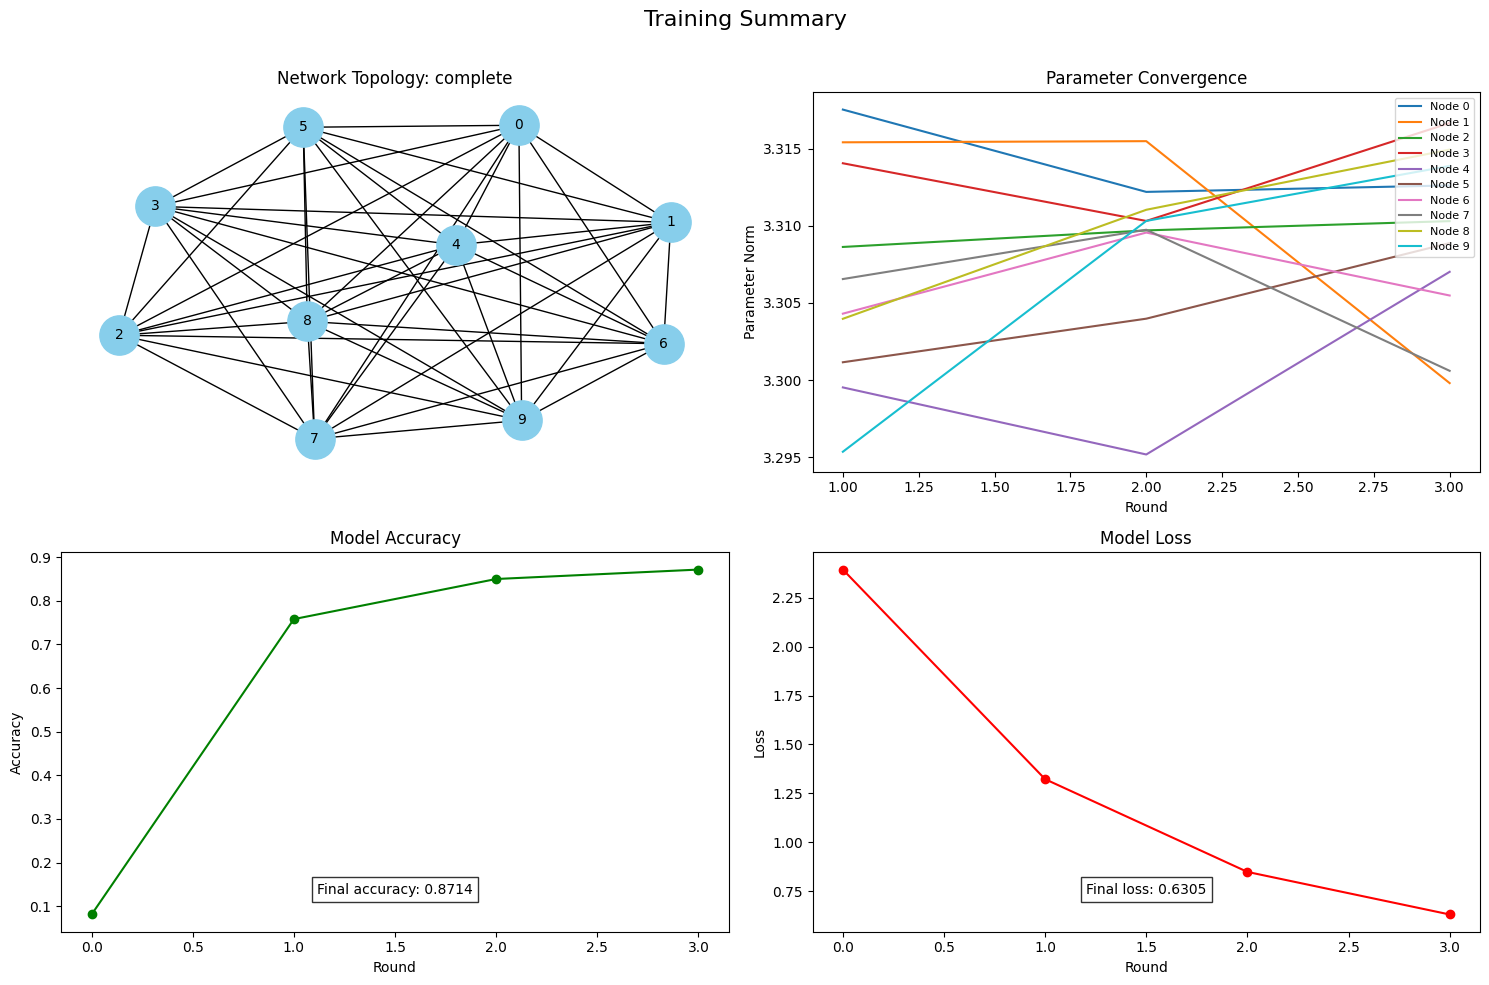 Training Summary
Network Topology: complete
5
0
3
1
4
8
2
6
9
7
Parameter Convergence
Parameter Norm
3.315
3.310
3.305
3.300
3.295
Node 0
Node 1
Node 2
Node 3
Node 4
Node 5
Node 6
Node 7
Node 8
Node 9
1.00 1.25 1.50 1.75 2.00 2.25 2.50 2.75 3.00
Round
Model Accuracy
Accuracy
0.9
0.8
0.7
0.6
0.5
0.4
0.3
0.2
0.1
Final accuracy: 0.8714
0.0 0.5 1.0 1.5 2.0 2.5 3.0
Round
Model Loss
Loss
2.25
2.00
1.75
1.50
1.25
1.00
0.75
Final loss: 0.6305
0.0 0.5 1.0 1.5 2.0 2.5 3.0
Round